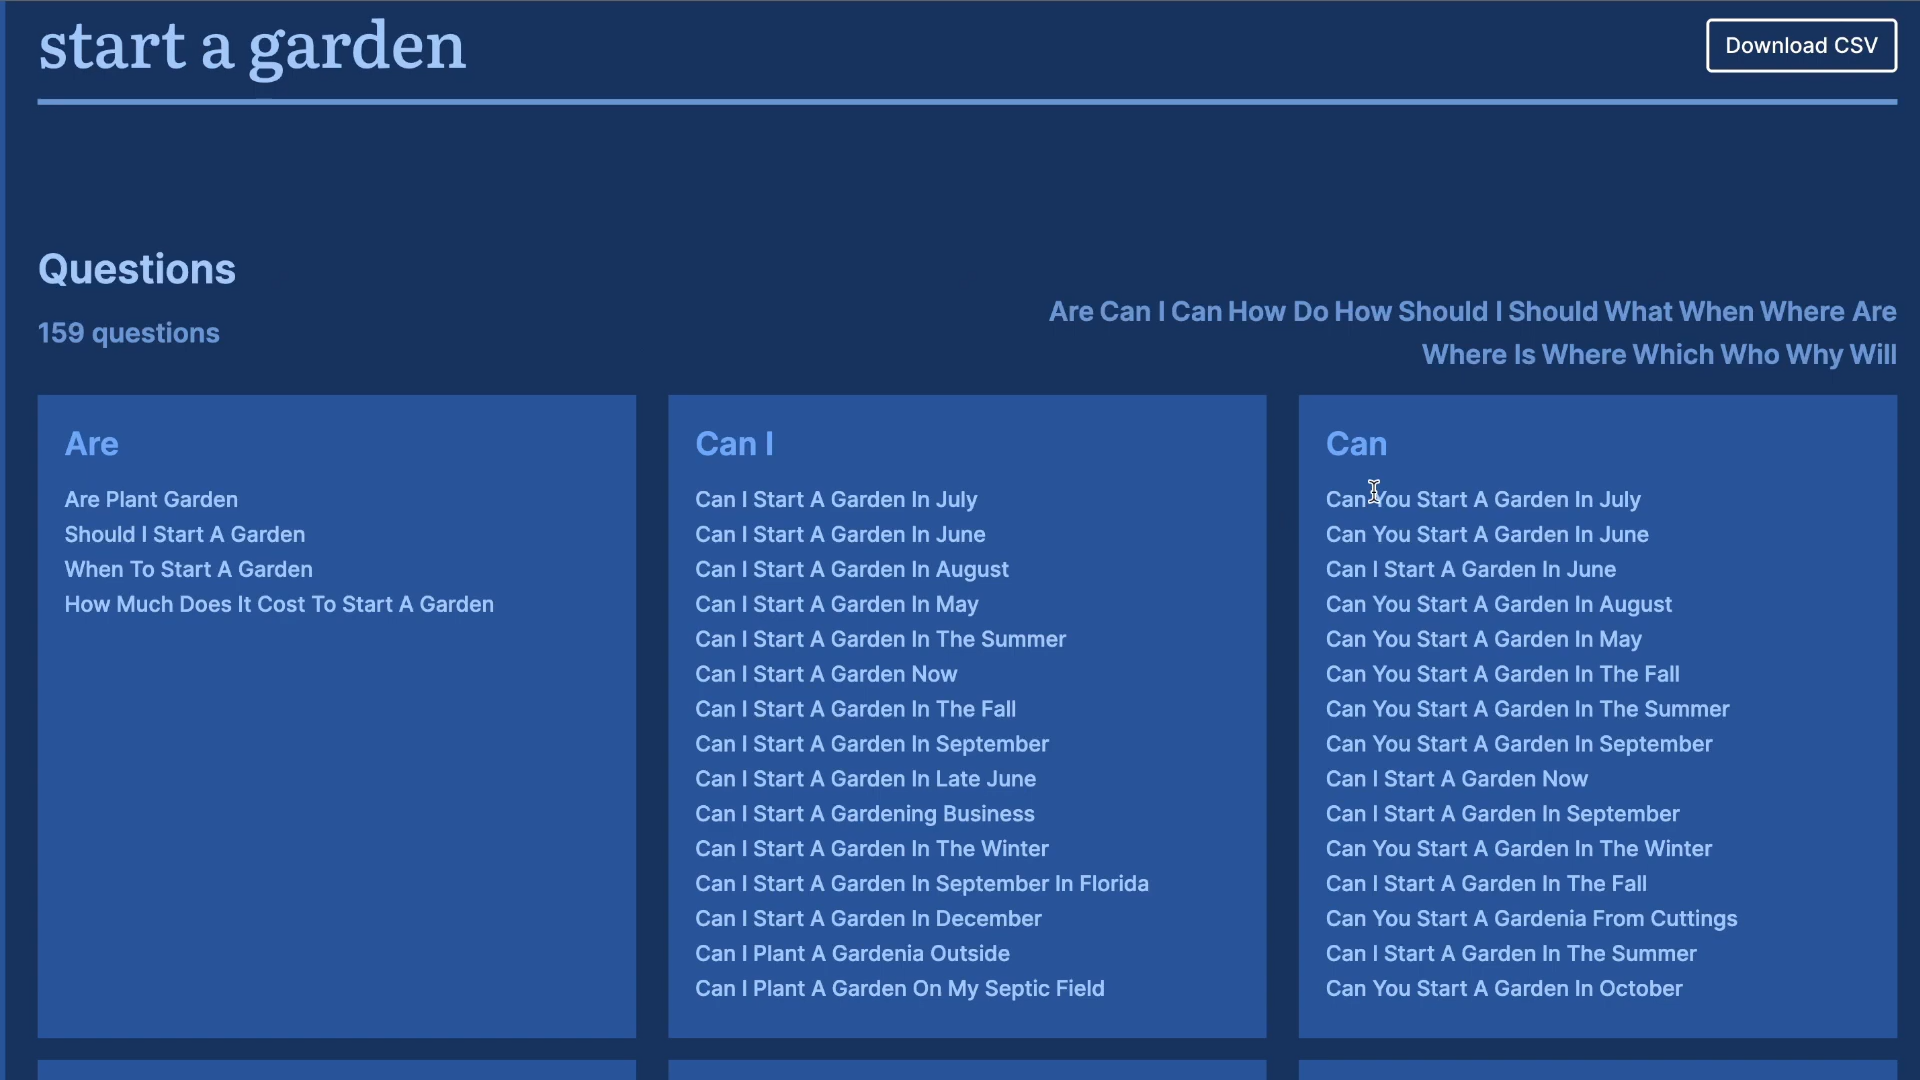 start a garden
Download CSV
Questions
159 questions
Are Can I Can How Do How Should I Should What When Where Are
Where Is Where Which Who Why Will
Are
Are Plant Garden
Should I Start A Garden
When To Start A Garden
How Much Does It Cost To Start A Garden
Can I
Can I Start A Garden In July
Can I Start A Garden In June
Can I Start A Garden In August
Can I Start A Garden In May
Can I Start A Garden In The Summer
Can I Start A Garden Now
Can I Start A Garden In The Fall
Can I Start A Garden In September
Can I Start A Garden In Late June
Can I Start A Gardening Business
Can I Start A Garden In The Winter
Can I Start A Garden In September In Florida
Can I Start A Garden In December
Can I Plant A Gardenia Outside
Can I Plant A Garden On My Septic Field
Can
Can You Start A Garden In July
Can You Start A Garden In June
Can I Start A Garden In June
Can You Start A Garden In August
Can You Start A Garden In May
Can You Start A Garden In The Fall
Can You Start A Garden In The Summer
Can You Start A Garden In September
Can I Start A Garden Now
Can I Start A Garden In September
Can You Start A Garden In The Winter
Can I Start A Garden In The Fall
Can You Start A Gardenia From Cuttings
Can I Start A Garden In The Summer
Can You Start A Garden In October